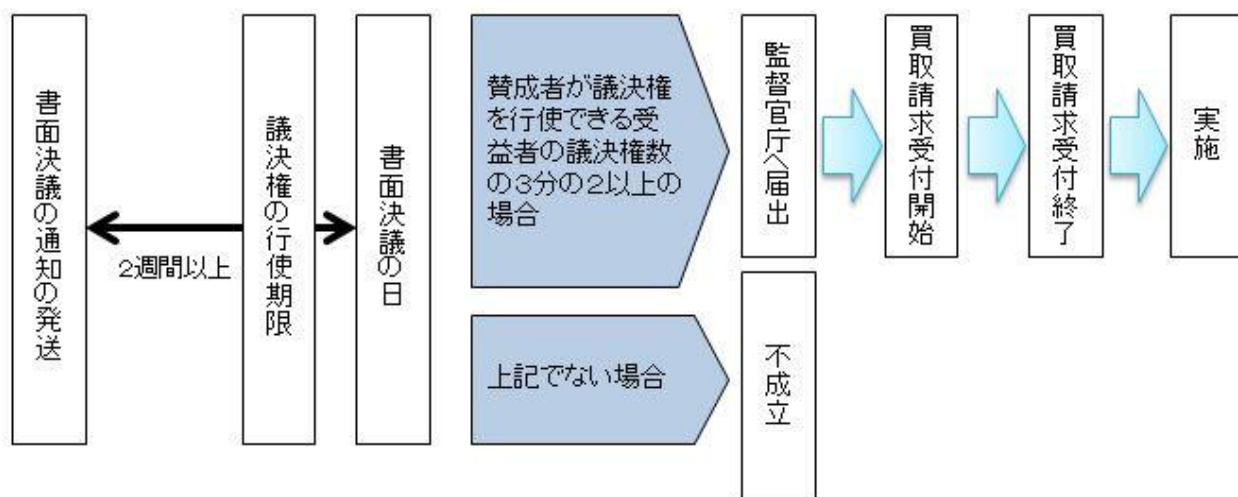 書面決議の通知の発送
2週間以上
議決権の行使期限
書面決議の日
賛成者が議決権
を行使できる受
益者の議決権数
の3分の2以上の
場合
監督官庁へ届出
買取請求受付開始
買取請求受付終了
実施
上記でない場合
不成立